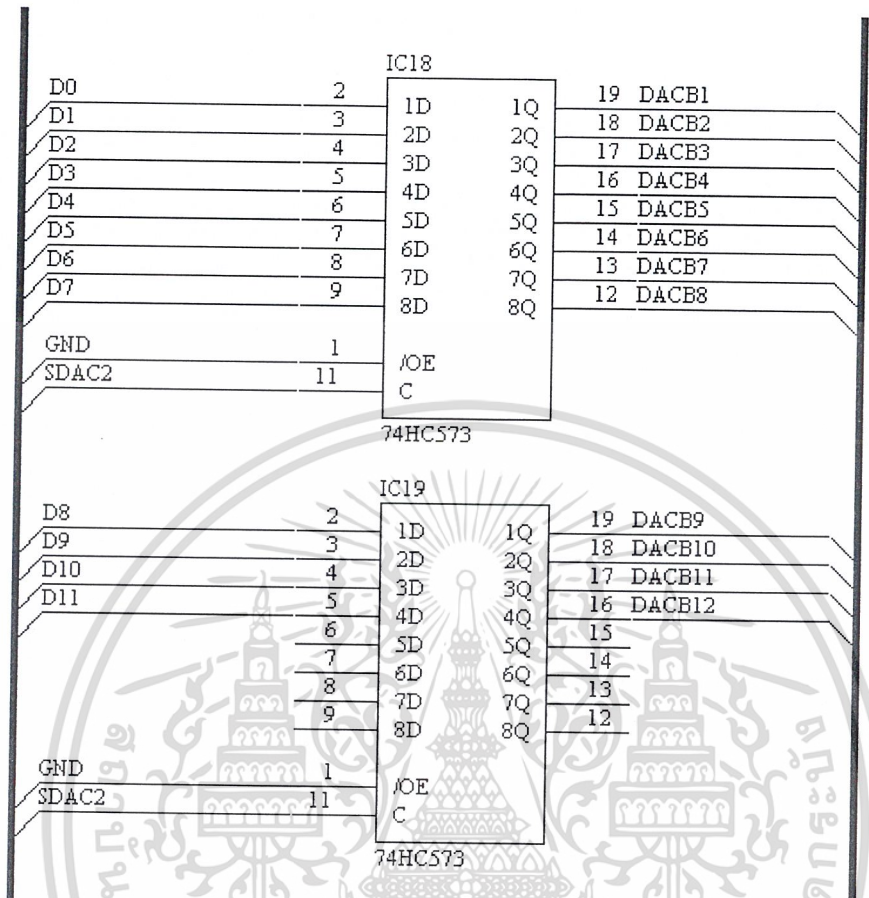 IC18
D0 2 1D 1Q 19 DACB1
D1 3 2D 2Q 18 DACB2
D2 4 3D 3Q 17 DACB3
D3 5 4D 4Q 16 DACB4
D4 6 5D 5Q 15 DACB5
D5 7 6D 6Q 14 DACB6
D6 8 7D 7Q 13 DACB7
D7 9 8D 8Q 12 DACB8
GND 1 /OE
SDAC2 11 C
74HC573
IC19
D8 2 1D 1Q 19 DACB9
D9 3 2D 2Q 18 DACB10
D10 4 3D 3Q 17 DACB11
D11 5 4D 4Q 16 DACB12
6 5D 5Q 15
7 6D 6Q 14
8 7D 7Q 13
9 8D 8Q 12
GND 1 /OE
SDAC2 11 C
74HC573